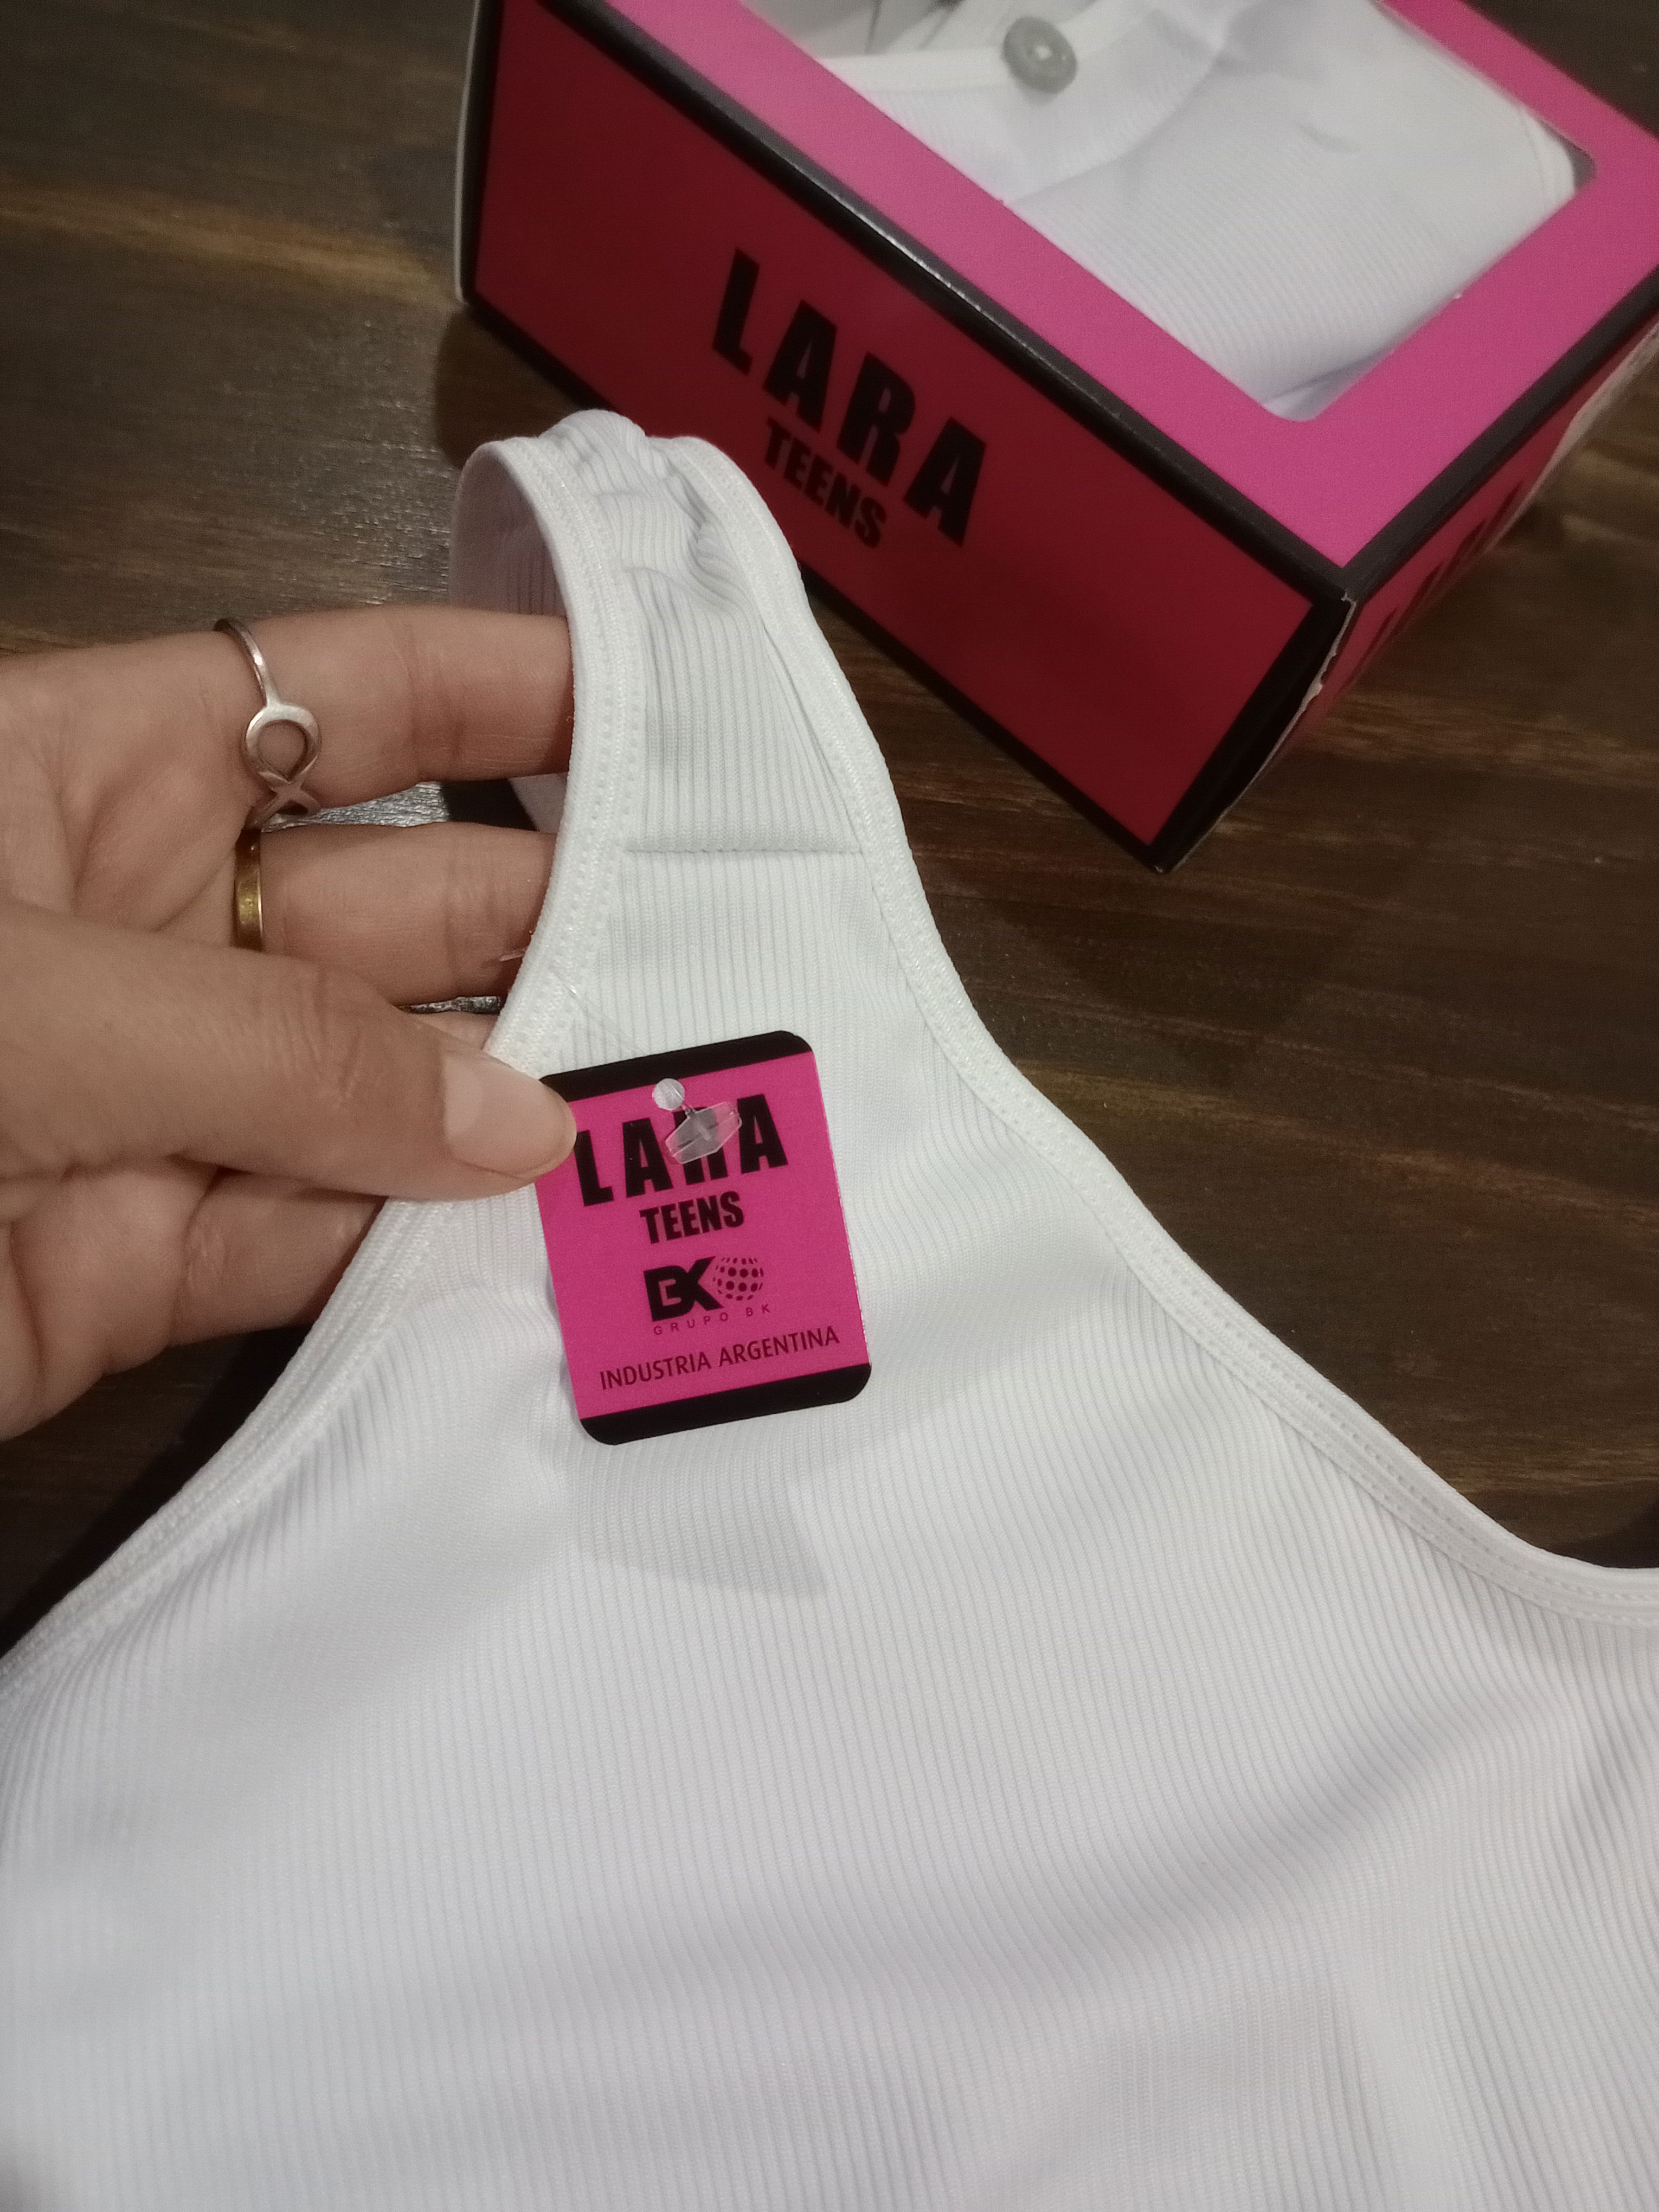 LARA
TEENS
LARA
TEENS
BK
GRUPO BK
INDUSTRIA ARGENTINA